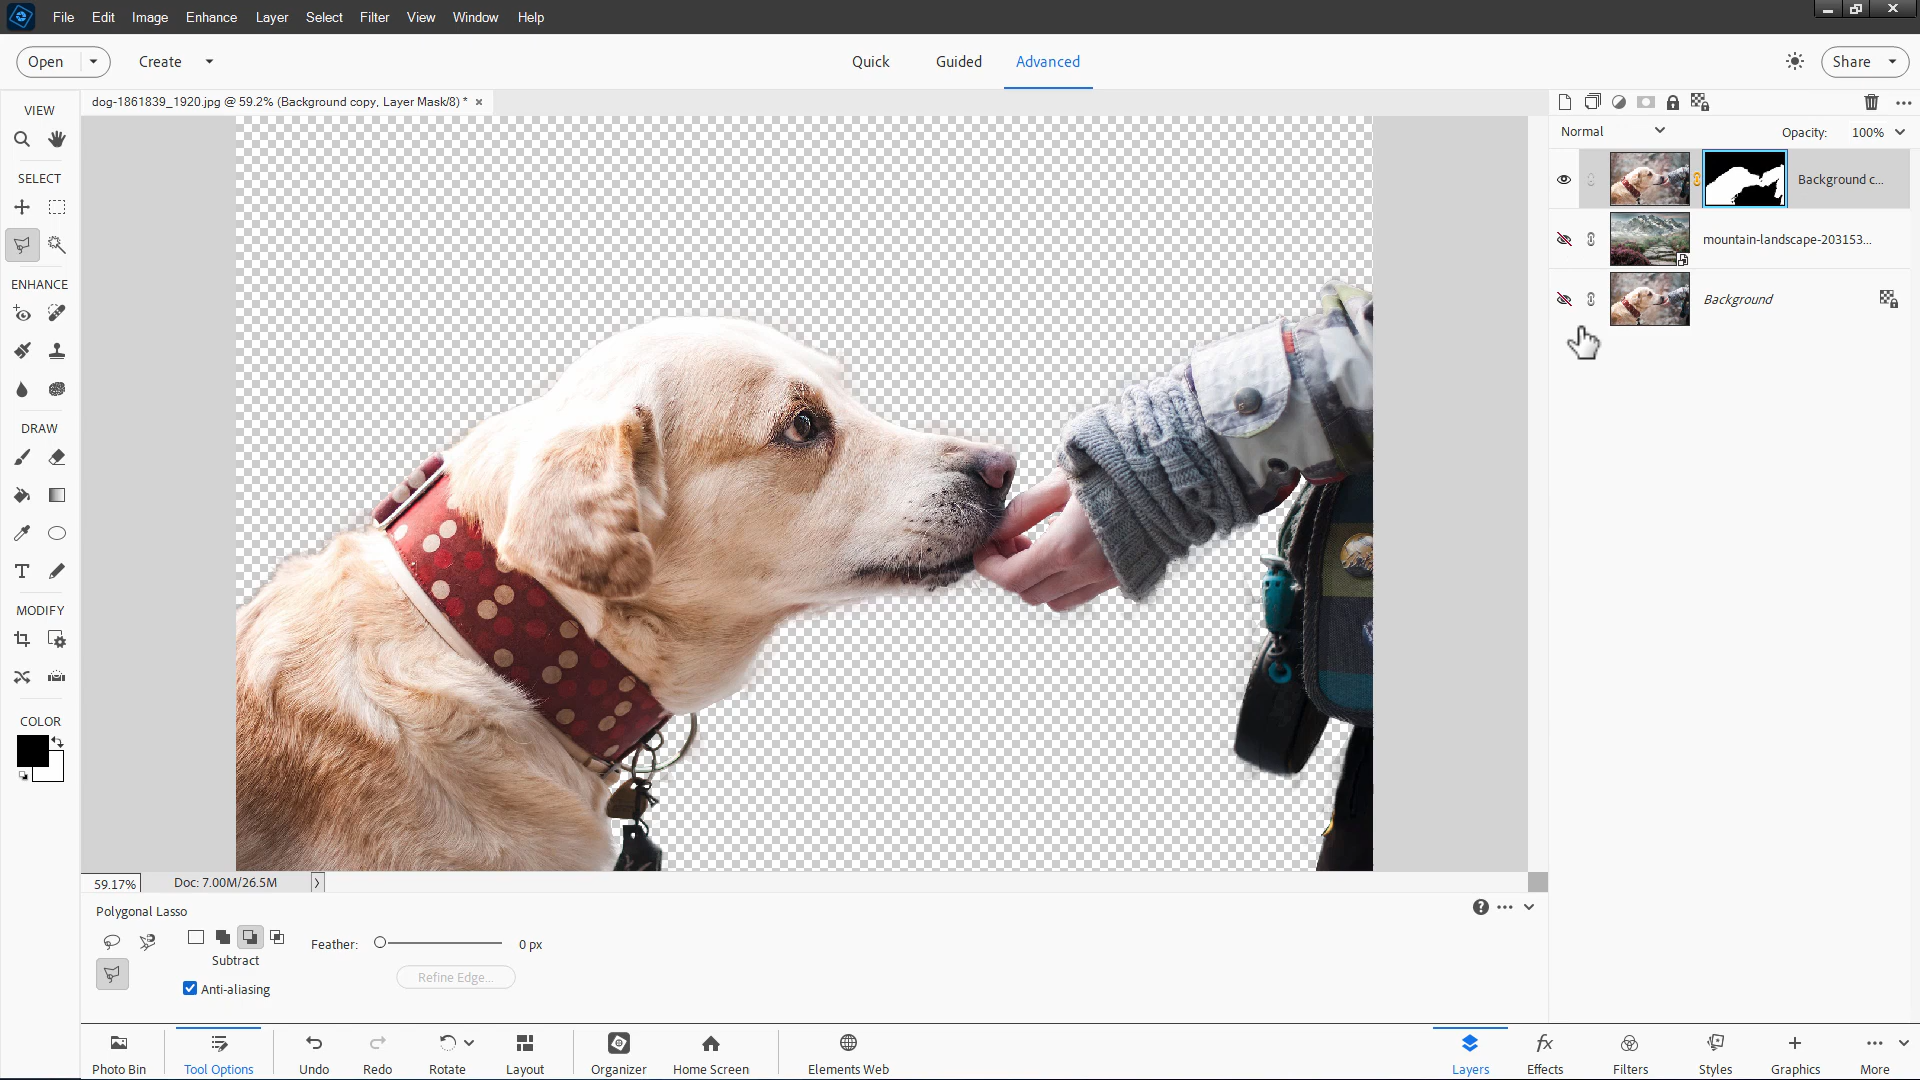 File Edit Image Enhance Layer Select Filter View Window Help
Open Create Quick Guided Advanced Share
VIEW
dog-1861839_1920.jpg @ 59.2% (Background copy, Layer Mask/8) * ×
Normal Opacity: 100%
SELECT
Background c...
mountain-landscape-203153...
ENHANCE
Background
DRAW
MODIFY
COLOR
59.17% Doc: 7.00M/26.5M
Polygonal Lasso
Feather: 0 px
Subtract
Refine Edge...
Anti-aliasing
Photo Bin Tool Options Undo Redo Rotate Layout Organizer Home Screen Elements Web Layers Effects Filters Styles Graphics More